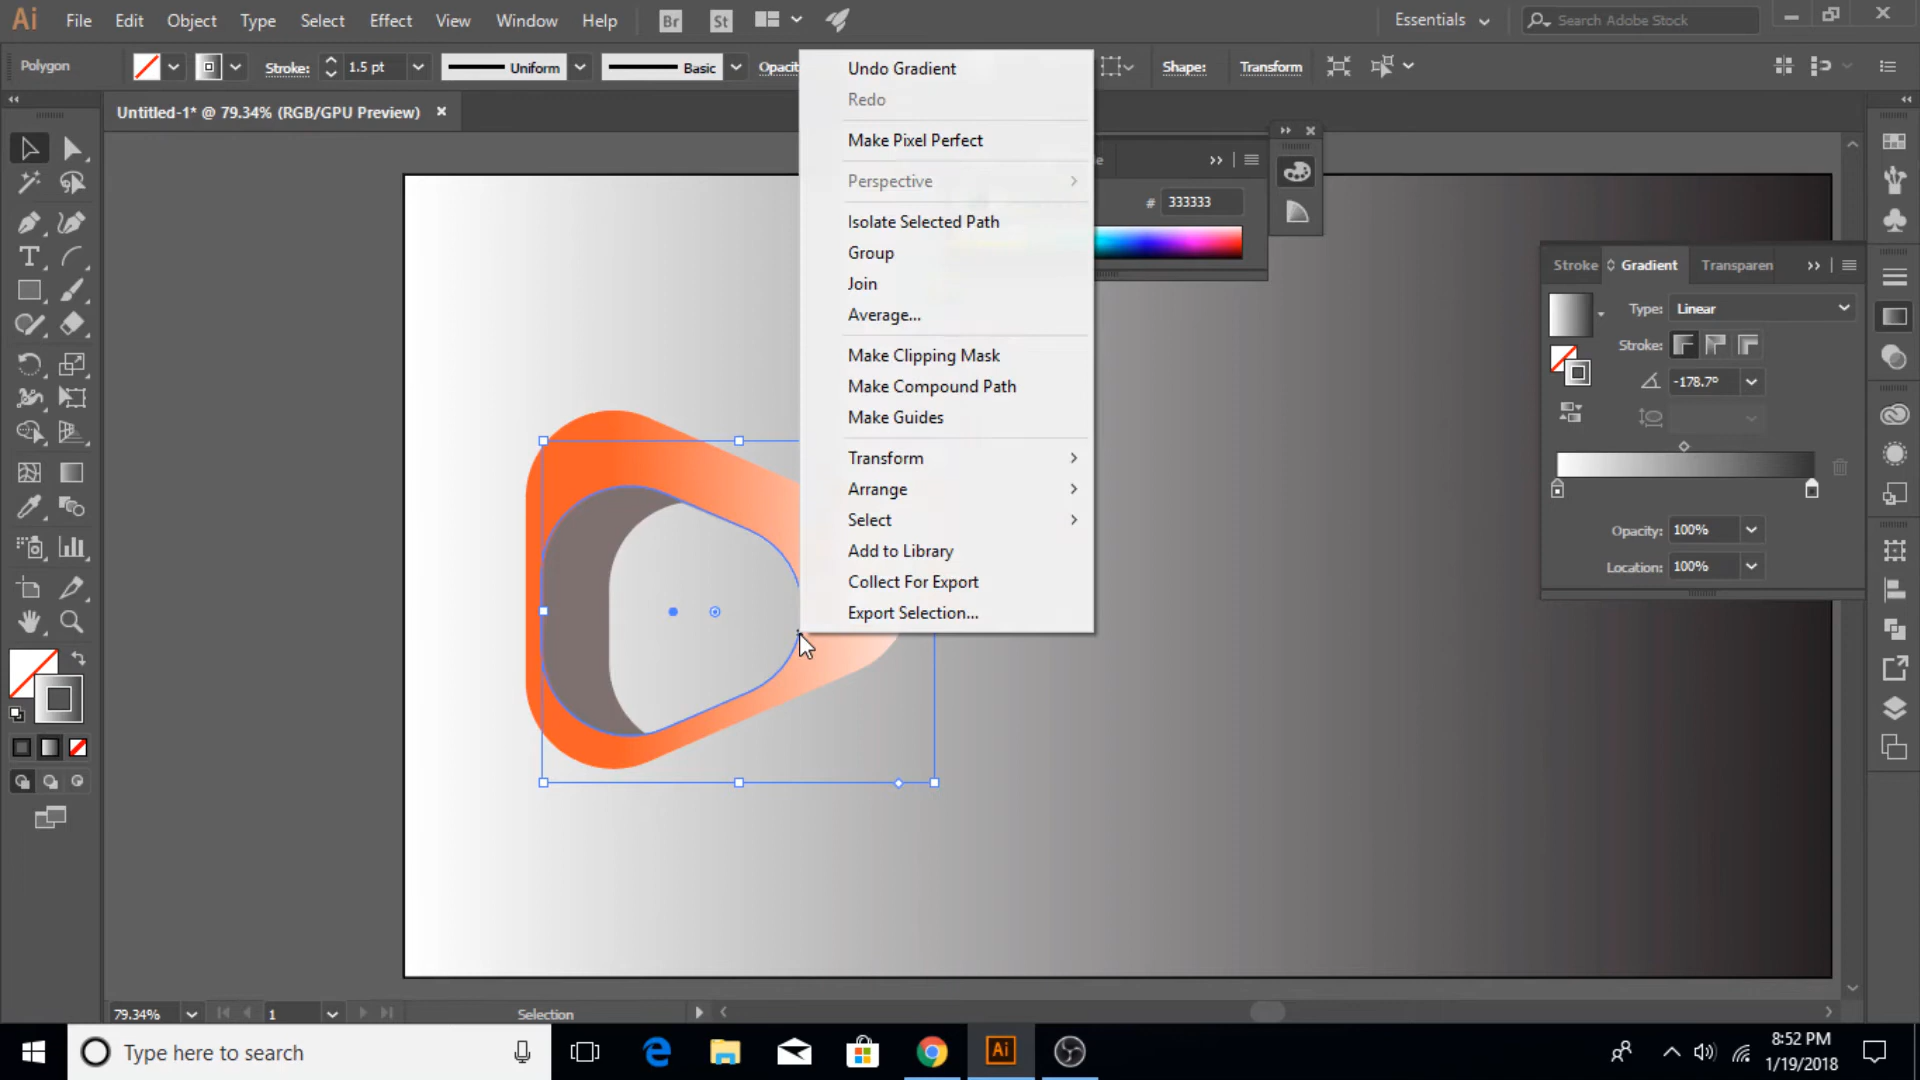 Ai File Edit Object Type Select Effect View Window Help Br St Essentials Search Adobe Stock
Polygon Stroke: 1.5 pt Uniform Basic Opacit Shape: Transform
Untitled-1* @ 79.34% (RGB/GPU Preview)
Undo Gradient
Redo
Make Pixel Perfect
Perspective
Isolate Selected Path
Group
Join
Average...
Make Clipping Mask
Make Compound Path
Make Guides
Transform
Arrange
Select
Add to Library
Collect For Export
Export Selection...
# 333333
Stroke Gradient Transparen
Type: Linear
Stroke:
-178.7°
Opacity: 100%
Location: 100%
79.34% 1 Selection
Type here to search
Ai
8:52 PM
1/19/2018